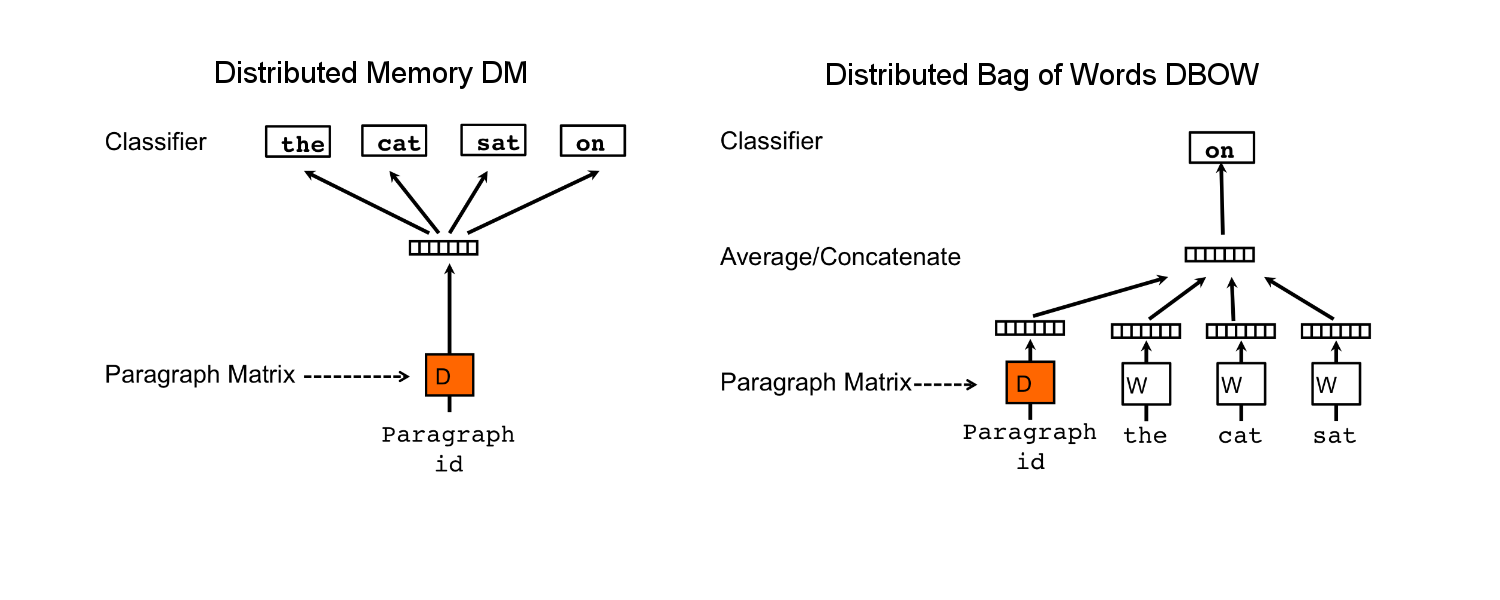 Distributed Memory DM
Classifier
the cat sat on
Paragraph Matrix
D
Paragraph
id
Distributed Bag of Words DBOW
Classifier
on
Average/Concatenate
Paragraph Matrix
D W W W
Paragraph the cat sat
id